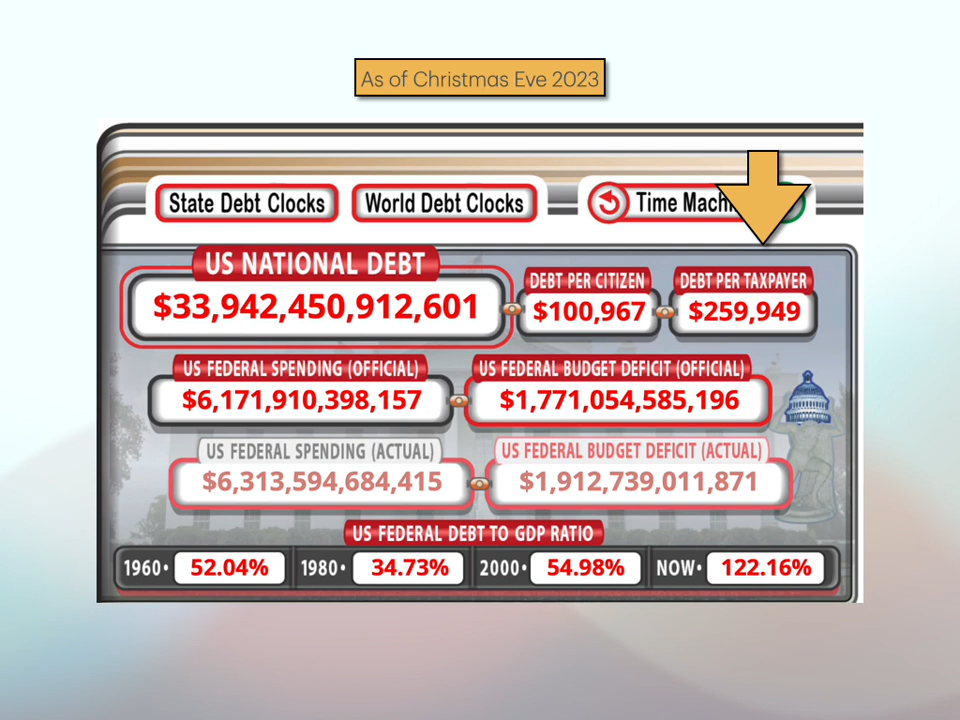 As of Christmas Eve 2023
State Debt Clocks World Debt Clocks Time Mach
US NATIONAL DEBT
$33,942,450,912,601
DEBT PER CITIZEN
$100,967
DEBT PER TAXPAYER
$259,949
US FEDERAL SPENDING (OFFICIAL)
$6,171,910,398,157
US FEDERAL BUDGET DEFICIT (OFFICIAL)
$1,771,054,585,196
US FEDERAL SPENDING (ACTUAL)
$6,313,594,684,415
US FEDERAL BUDGET DEFICIT (ACTUAL)
$1,912,739,011,871
US FEDERAL DEBT TO GDP RATIO
1960• 52.04% 1980• 34.73% 2000• 54.98% NOW• 122.16%